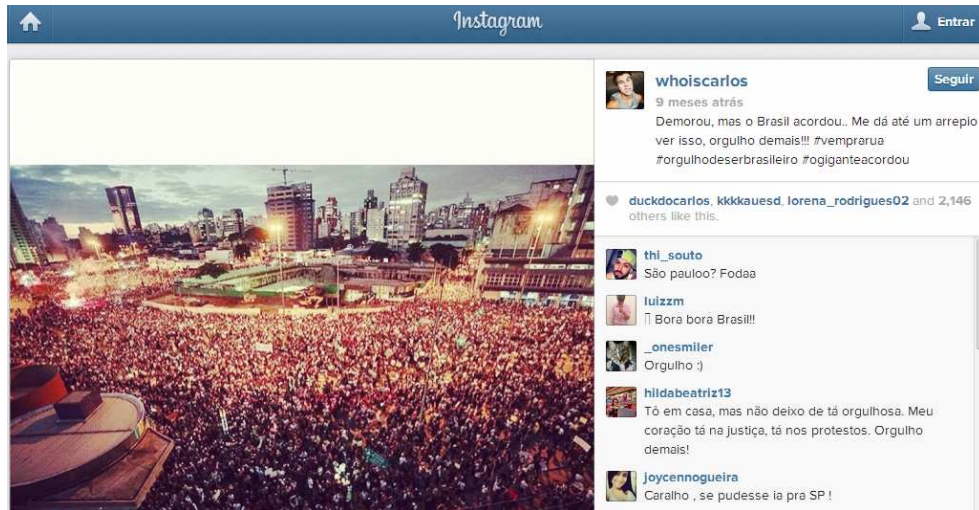 Instagram
Entrar
whoiscarlos
Seguir
9 meses atrás
Demorou, mas o Brasil acordou.. Me dá até um arrepio
ver isso, orgulho demais!!! #vemprarua
#orgulhodeserbrasileiro #ogiganteacordou
duckdocarlos, kkkkauesd, lorena_rodrigues02 and 2,146
others like this.
thi_souto
São pauloo? Fodaa
luizzm
Bora bora Brasil!!
_onesmiler
Orgulho :)
hildabeatriz13
Tô em casa, mas não deixo de tá orgulhosa. Meu
coração tá na justiça, tá nos protestos. Orgulho
demais!
joycennogueira
Caralho , se pudesse ia pra SP !